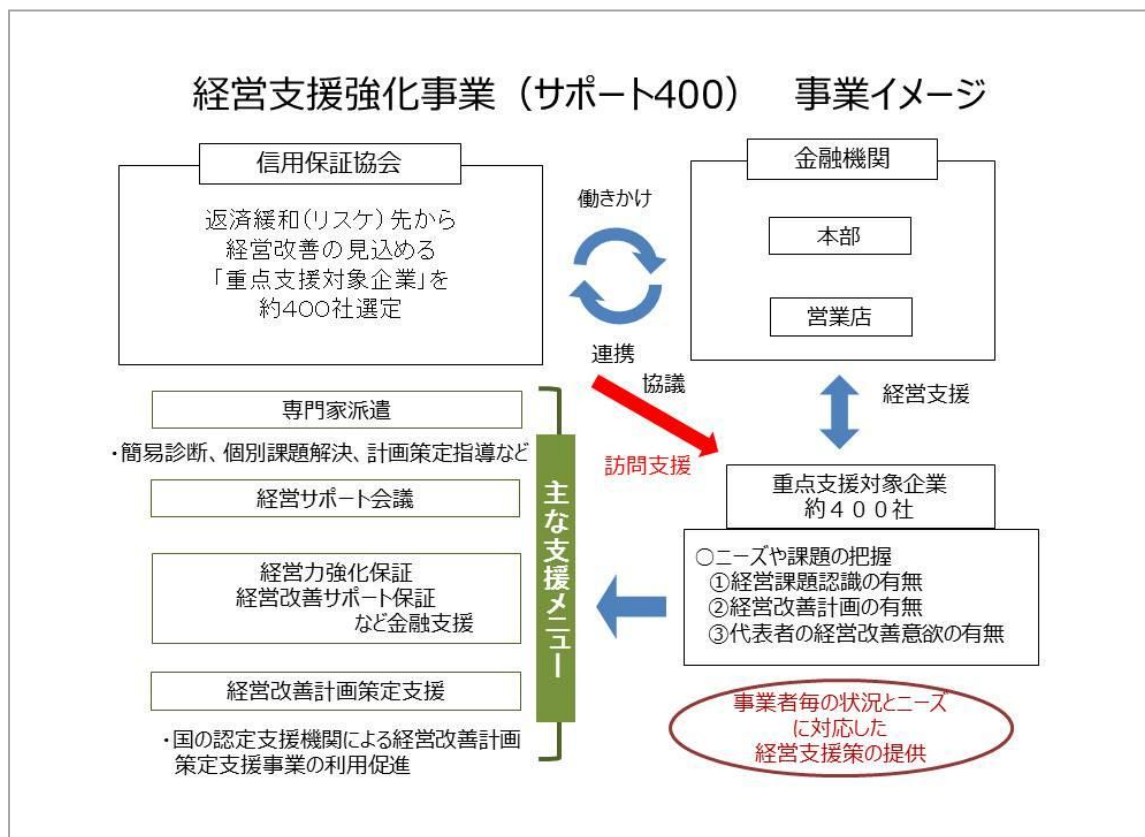 経営支援強化事業（サポート400）　事業イメージ
信用保証協会
返済緩和(リスケ)先から
経営改善の見込める
「重点支援対象企業」を
約400社選定
働きかけ
連携
協議
金融機関
本部
営業店
経営支援
訪問支援
重点支援対象企業
約４００社
○ニーズや課題の把握
①経営課題認識の有無
②経営改善計画の有無
③代表者の経営改善意欲の有無
事業者毎の状況とニーズ
に対応した
経営支援策の提供
主な支援メニュー
専門家派遣
・簡易診断、個別課題解決、計画策定指導など
経営サポート会議
経営力強化保証
経営改善サポート保証
など金融支援
経営改善計画策定支援
・国の認定支援機関による経営改善計画
策定支援事業の利用促進